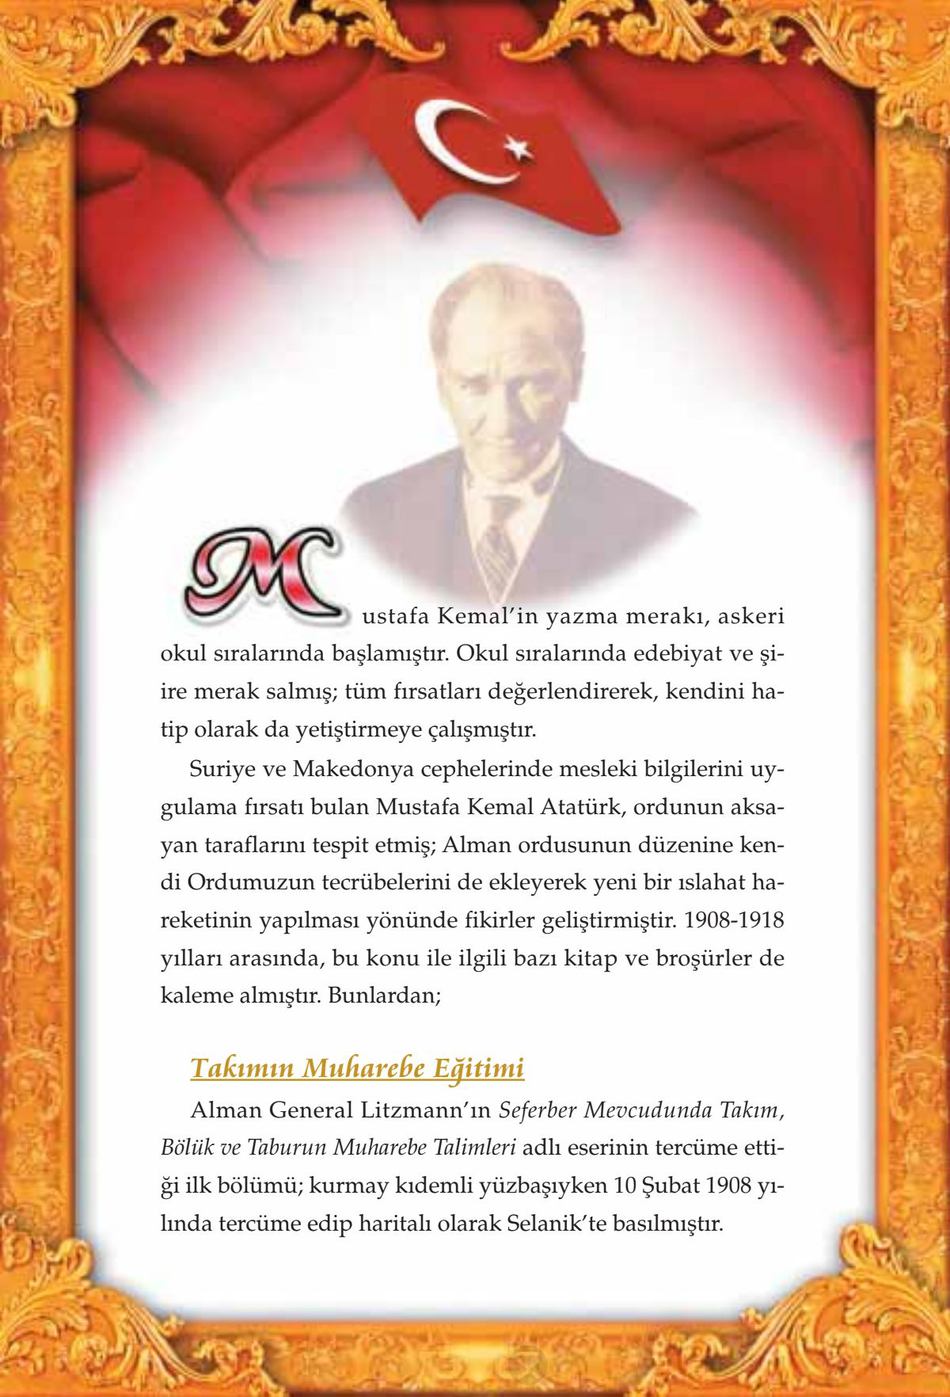 Mustafa Kemal’in yazma merakı, askeri
okul sıralarında başlamıştır. Okul sıralarında edebiyat ve şi-
ire merak salmış; tüm fırsatları değerlendirerek, kendini ha-
tip olarak da yetiştirmeye çalışmıştır.
Suriye ve Makedonya cephelerinde mesleki bilgilerini uy-
gulama fırsatı bulan Mustafa Kemal Atatürk, ordunun aksa-
yan taraflarını tespit etmiş; Alman ordusunun düzenine ken-
di Ordumuzun tecrübelerini de ekleyerek yeni bir ıslahat ha-
reketinin yapılması yönünde fikirler geliştirmiştir. 1908-1918
yılları arasında, bu konu ile ilgili bazı kitap ve broşürler de
kaleme almıştır. Bunlardan;
Takımın Muharebe Eğitimi
Alman General Litzmann’ın Seferber Mevcudunda Takım,
Bölük ve Taburun Muharebe Talimleri adlı eserinin tercüme etti-
ği ilk bölümü; kurmay kıdemli yüzbaşıyken 10 Şubat 1908 yı-
lında tercüme edip haritalı olarak Selanik’te basılmıştır.